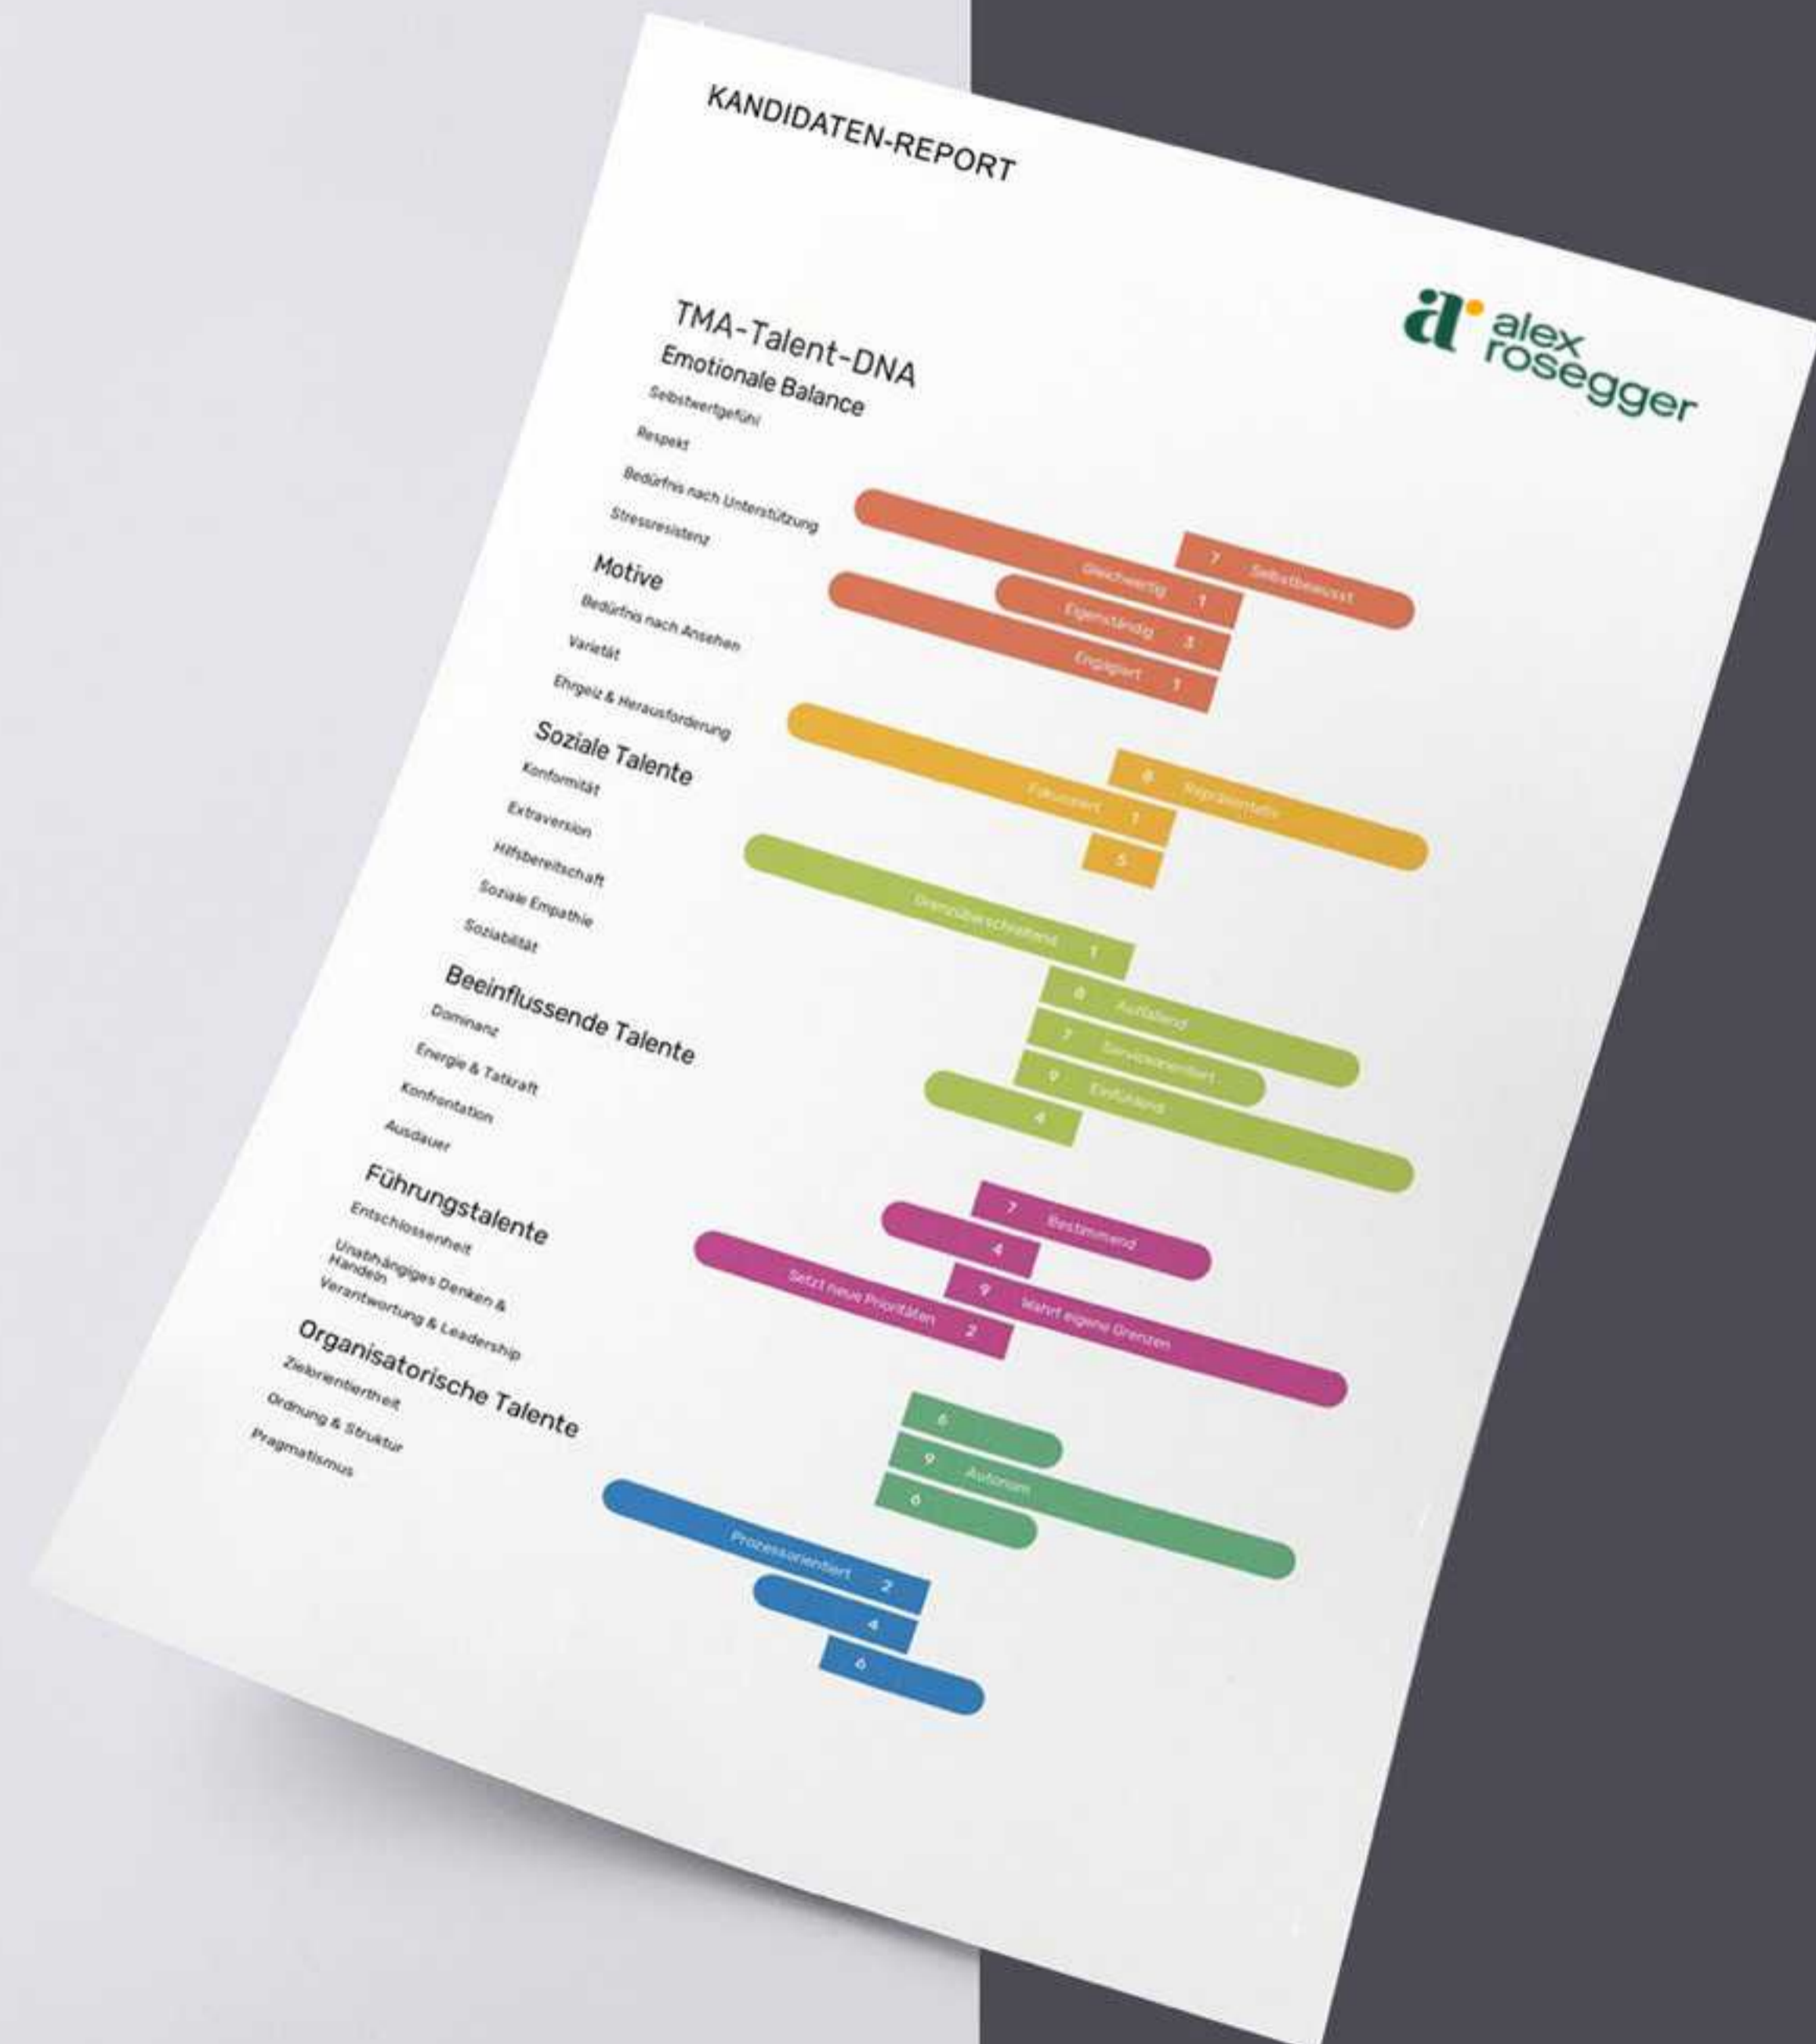 KANDIDATEN-REPORT
alex
rosegger
TMA-Talent-DNA
Emotionale Balance
Selbstwertgefühl
7 Selbstbewusst
Respekt
Gleichwertig 1
Bedürfnis nach Unterstützung
Eigenständig 3
Stressresistenz
Engagiert 1
Motive
Bedürfnis nach Ansehen
8 Repräsentativ
Varietät
Fokussiert 1
Ehrgeiz & Herausforderung
5
Soziale Talente
Konformität
Grenzüberschreitend 1
Extraversion
8 Auffallend
Hilfsbereitschaft
7 Serviceorientiert
Soziale Empathie
9 Einfühlend
Soziabilität
4
Beeinflussende Talente
Dominanz
7 Bestimmend
Energie & Tatkraft
4
Konfrontation
9 Wahrt eigene Grenzen
Ausdauer
Setzt neue Prioritäten 2
Führungstalente
Entschlossenheit
6
Unabhängiges Denken &
Handeln
9 Autonom
Verantwortung & Leadership
6
Organisatorische Talente
Zielorientiertheit
Prozessorientiert 2
Ordnung & Struktur
4
Pragmatismus
6